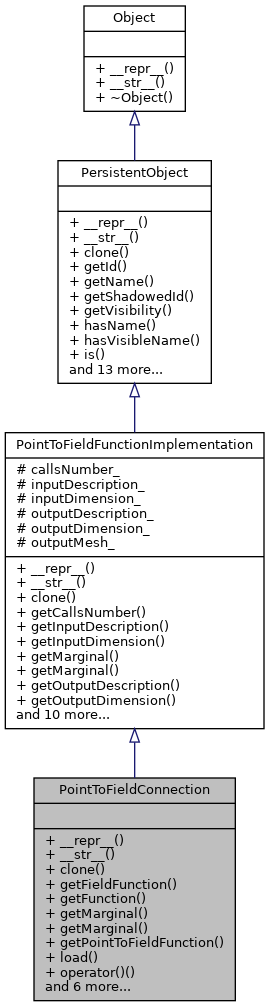 Object
+ __repr__()
+ __str__()
+ ~Object()
PersistentObject
+ __repr__()
+ __str__()
+ clone()
+ getId()
+ getName()
+ getShadowedId()
+ getVisibility()
+ hasName()
+ hasVisibleName()
+ is()
and 13 more...
PointToFieldFunctionImplementation
# callsNumber_
# inputDescription_
# inputDimension_
# outputDescription_
# outputDimension_
# outputMesh_
+ __repr__()
+ __str__()
+ clone()
+ getCallsNumber()
+ getInputDescription()
+ getInputDimension()
+ getMarginal()
+ getMarginal()
+ getOutputDescription()
+ getOutputDimension()
and 10 more...
PointToFieldConnection
+ __repr__()
+ __str__()
+ clone()
+ getFieldFunction()
+ getFunction()
+ getMarginal()
+ getMarginal()
+ getPointToFieldFunction()
+ load()
+ operator()()
and 6 more...